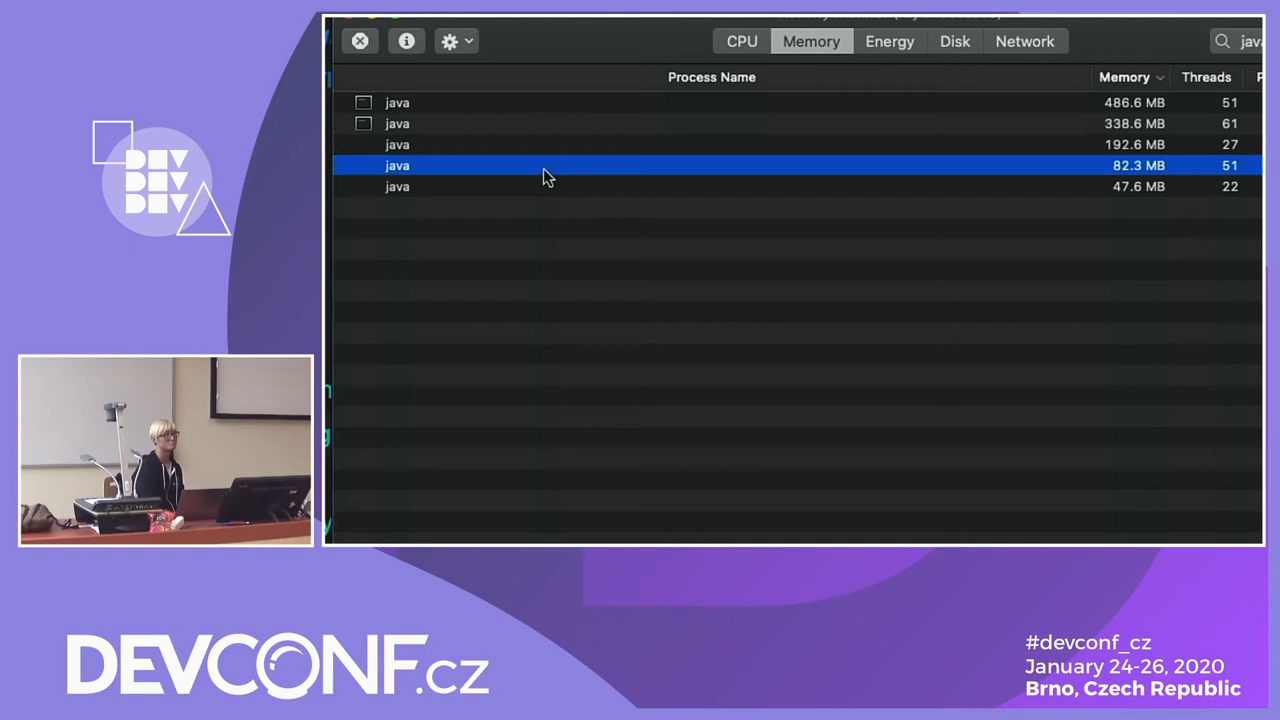 CPU
Memory
Energy
Disk
Network
Process Name
Memory
Threads
java 486.6 MB 51
java 338.6 MB 61
java 192.6 MB 27
java 82.3 MB 51
java 47.6 MB 22
DEV
DEV
DEV
DEVCONF.cz
#devconf_cz
January 24-26, 2020
Brno, Czech Republic